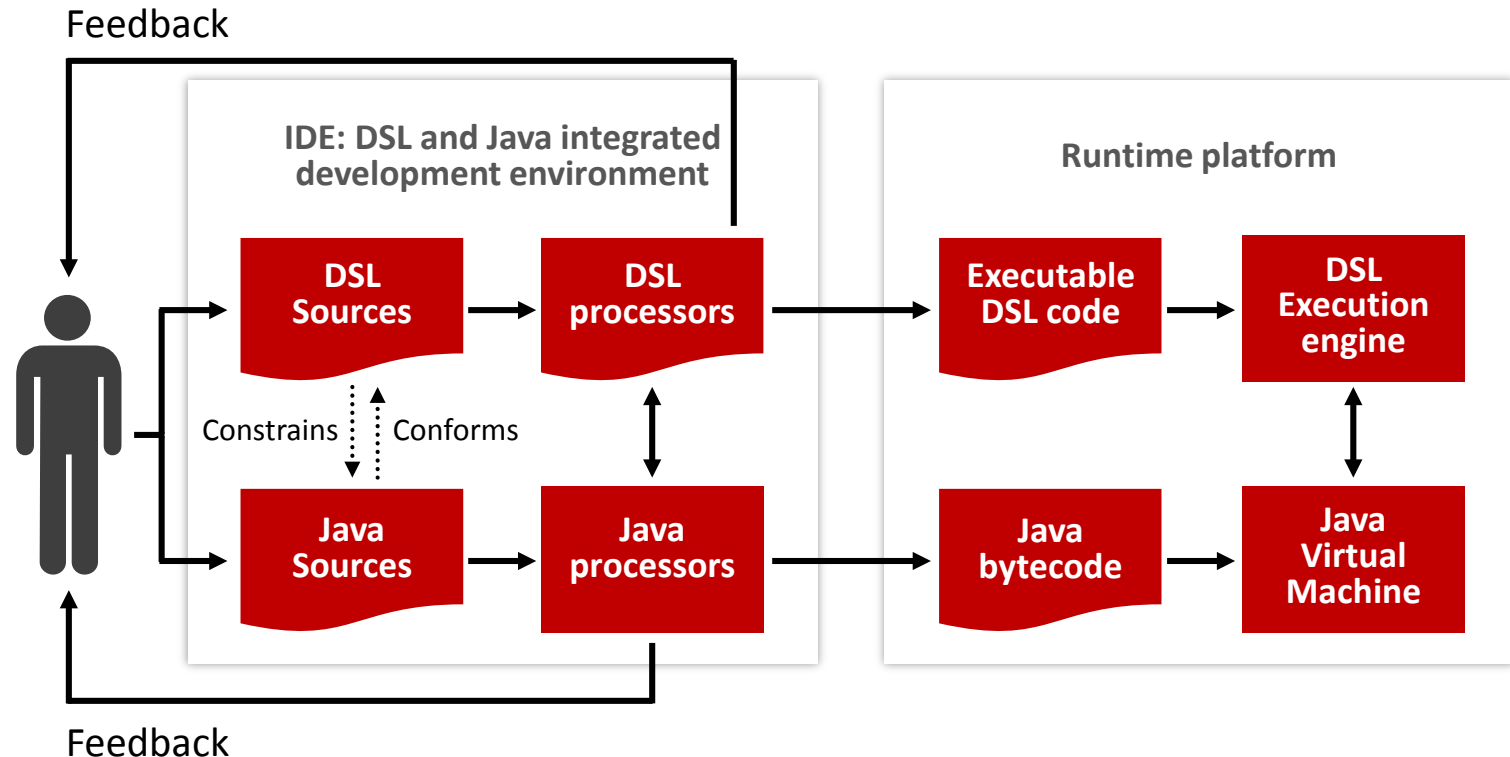 Feedback
IDE: DSL and Java integrated
development environment
Runtime platform
DSL
Sources
DSL
processors
Executable
DSL code
DSL
Execution
engine
Constrains
Conforms
Java
Sources
Java
processors
Java
bytecode
Java
Virtual
Machine
Feedback